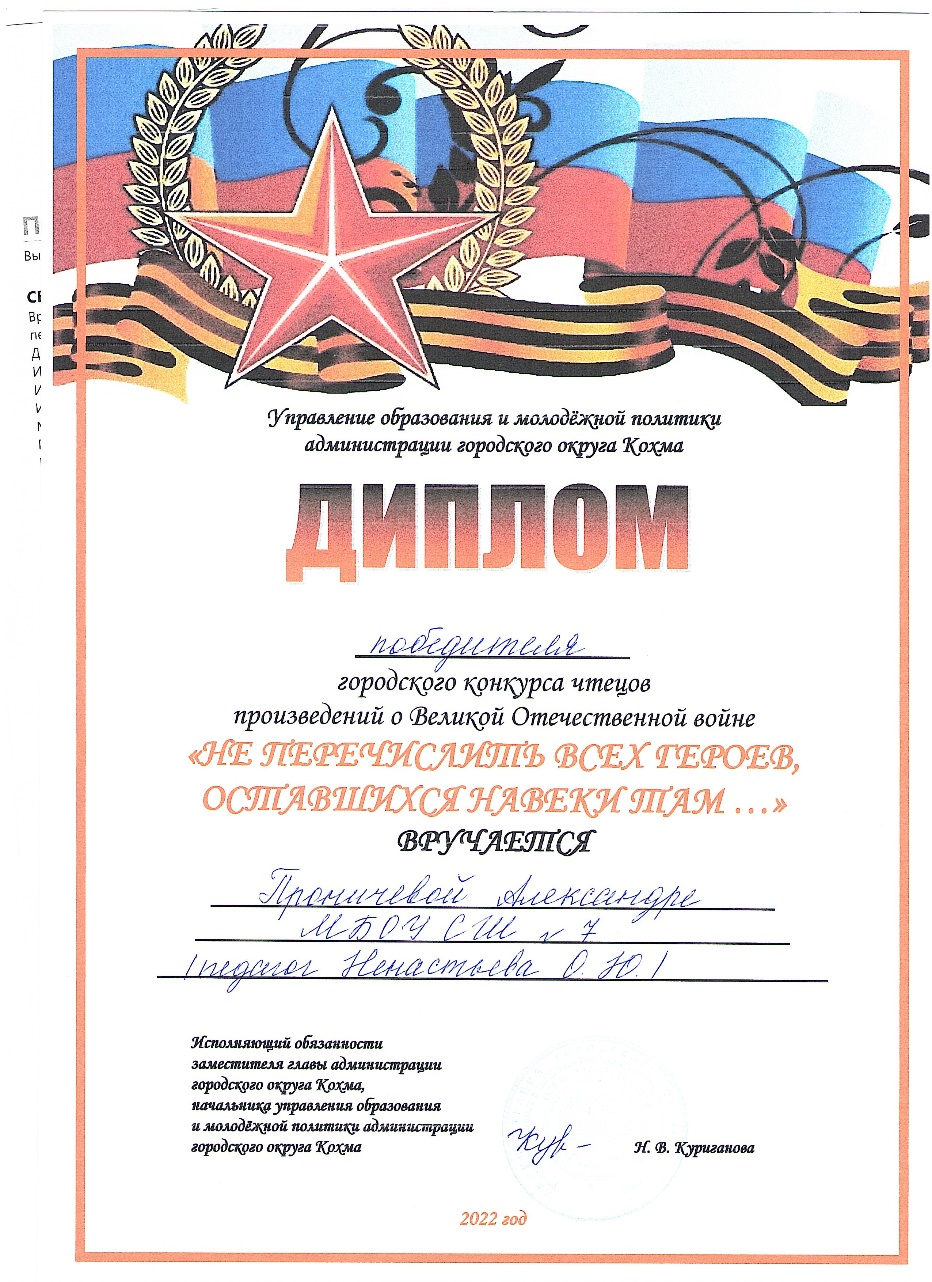 П
Вы
Управление образования и молодёжной политики
администрации городского округа Кохма
ДИПЛОМ
победителя
городского конкурса чтецов
произведений о Великой Отечественной войне
«НЕ ПЕРЕЧИСЛИТЬ ВСЕХ ГЕРОЕВ,
ОСТАВШИХСЯ НАВЕКИ ТАМ ...»
ВРУЧАЕТСЯ
Проничевой Александре
МБОУ СШ № 7
(педагог Ненастьева О. Ю.)
Исполняющий обязанности
заместителя главы администрации
городского округа Кохма,
начальника управления образования
и молодёжной политики администрации
городского округа Кохма
Н. В. Куриганова
2022 год